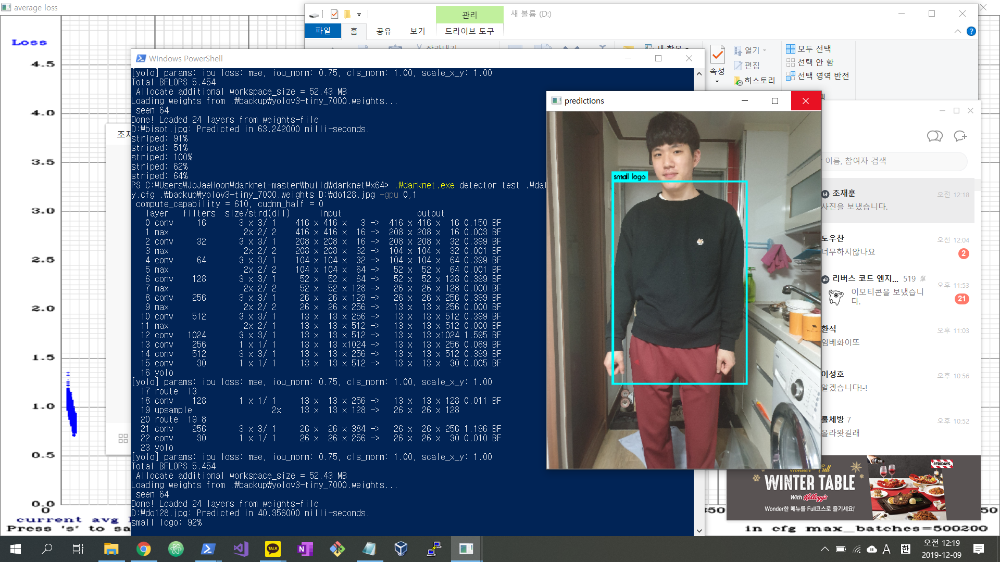 average loss
Loss
4.5
4.0
3.5
3.0
2.5
2.0
1.5
1.0
0.5
0.0
0
current avg
Press 's' to sa
50
50
in cfg max_batches=500200
관리
새 볼륨 (D:)
파일
홈
공유
보기
드라이브 도구
잘라내기
새 항목
속성
열기
편집
히스토리
모두 선택
선택 안 함
선택 영역 반전
택
조재
Windows PowerShell
[yolo] params: iou loss: mse, iou_norm: 0.75, cls_norm: 1.00, scale_x_y: 1.00
Total BFLOPS 5.454
Allocate additional workspace_size = 52.43 MB
Loading weights from .₩backup₩yolov3-tiny_7000.weights...
seen 64
Done! Loaded 24 layers from weights-file
D:₩bisot.jpg: Predicted in 63.242000 milli-seconds.
striped: 91%
striped: 51%
striped: 100%
striped: 62%
striped: 64%
PS C:₩Users₩JoJaeHoon₩darknet-master₩build₩darknet₩x64> .₩darknet.exe detector test .₩dat
y.cfg .₩backup₩yolov3-tiny_7000.weights D:₩do128.jpg -gpu 0,1
compute_capability = 610, cudnn_half = 0
layer filters size/strd(dil) input output
0 conv 16 3 x 3/ 1 416 x 416 x 3 -> 416 x 416 x 16 0.150 BF
1 max 2x 2/ 2 416 x 416 x 16 -> 208 x 208 x 16 0.003 BF
2 conv 32 3 x 3/ 1 208 x 208 x 16 -> 208 x 208 x 32 0.399 BF
3 max 2x 2/ 2 208 x 208 x 32 -> 104 x 104 x 32 0.001 BF
4 conv 64 3 x 3/ 1 104 x 104 x 32 -> 104 x 104 x 64 0.399 BF
5 max 2x 2/ 2 104 x 104 x 64 -> 52 x 52 x 64 0.001 BF
6 conv 128 3 x 3/ 1 52 x 52 x 64 -> 52 x 52 x 128 0.399 BF
7 max 2x 2/ 2 52 x 52 x 128 -> 26 x 26 x 128 0.000 BF
8 conv 256 3 x 3/ 1 26 x 26 x 128 -> 26 x 26 x 256 0.399 BF
9 max 2x 2/ 2 26 x 26 x 256 -> 13 x 13 x 256 0.000 BF
10 conv 512 3 x 3/ 1 13 x 13 x 256 -> 13 x 13 x 512 0.399 BF
11 max 2x 2/ 1 13 x 13 x 512 -> 13 x 13 x 512 0.000 BF
12 conv 1024 3 x 3/ 1 13 x 13 x 512 -> 13 x 13 x1024 1.595 BF
13 conv 256 1 x 1/ 1 13 x 13 x1024 -> 13 x 13 x 256 0.089 BF
14 conv 512 3 x 3/ 1 13 x 13 x 256 -> 13 x 13 x 512 0.399 BF
15 conv 30 1 x 1/ 1 13 x 13 x 512 -> 13 x 13 x 30 0.005 BF
16 yolo
[yolo] params: iou loss: mse, iou_norm: 0.75, cls_norm: 1.00, scale_x_y: 1.00
17 route 13
18 conv 128 1 x 1/ 1 13 x 13 x 256 -> 13 x 13 x 128 0.011 BF
19 upsample 2x 13 x 13 x 128 -> 26 x 26 x 128
20 route 19 8
21 conv 256 3 x 3/ 1 26 x 26 x 384 -> 26 x 26 x 256 1.196 BF
22 conv 30 1 x 1/ 1 26 x 26 x 256 -> 26 x 26 x 30 0.010 BF
23 yolo
[yolo] params: iou loss: mse, iou_norm: 0.75, cls_norm: 1.00, scale_x_y: 1.00
Total BFLOPS 5.454
Allocate additional workspace_size = 52.43 MB
Loading weights from .₩backup₩yolov3-tiny_7000.weights...
seen 64
Done! Loaded 24 layers from weights-file
D:₩do128.jpg: Predicted in 40.356000 milli-seconds.
small logo: 92%
predictions
small logo
이름, 참여자 검색
나 조재훈 오전 12:18
사진을 보냈습니다.
도우찬 오전 12:04
너무하지않나요 2
리버스 코드 엔지... 519 오후 11:53
이모티콘을 보냈습니
다. 21
환석 오후 11:03
임베화이또
이성호 오후 10:56
알겠습니다!-!
롤체방 7 오후 10:52
올라왓길래
Wonder Full
WINTER TABLE
With Kellogg's
Wonder한 메뉴를 Full코스로 즐기세요!
FRIDAYS
TALK
N
A
한
오전 12:19
2019-12-09